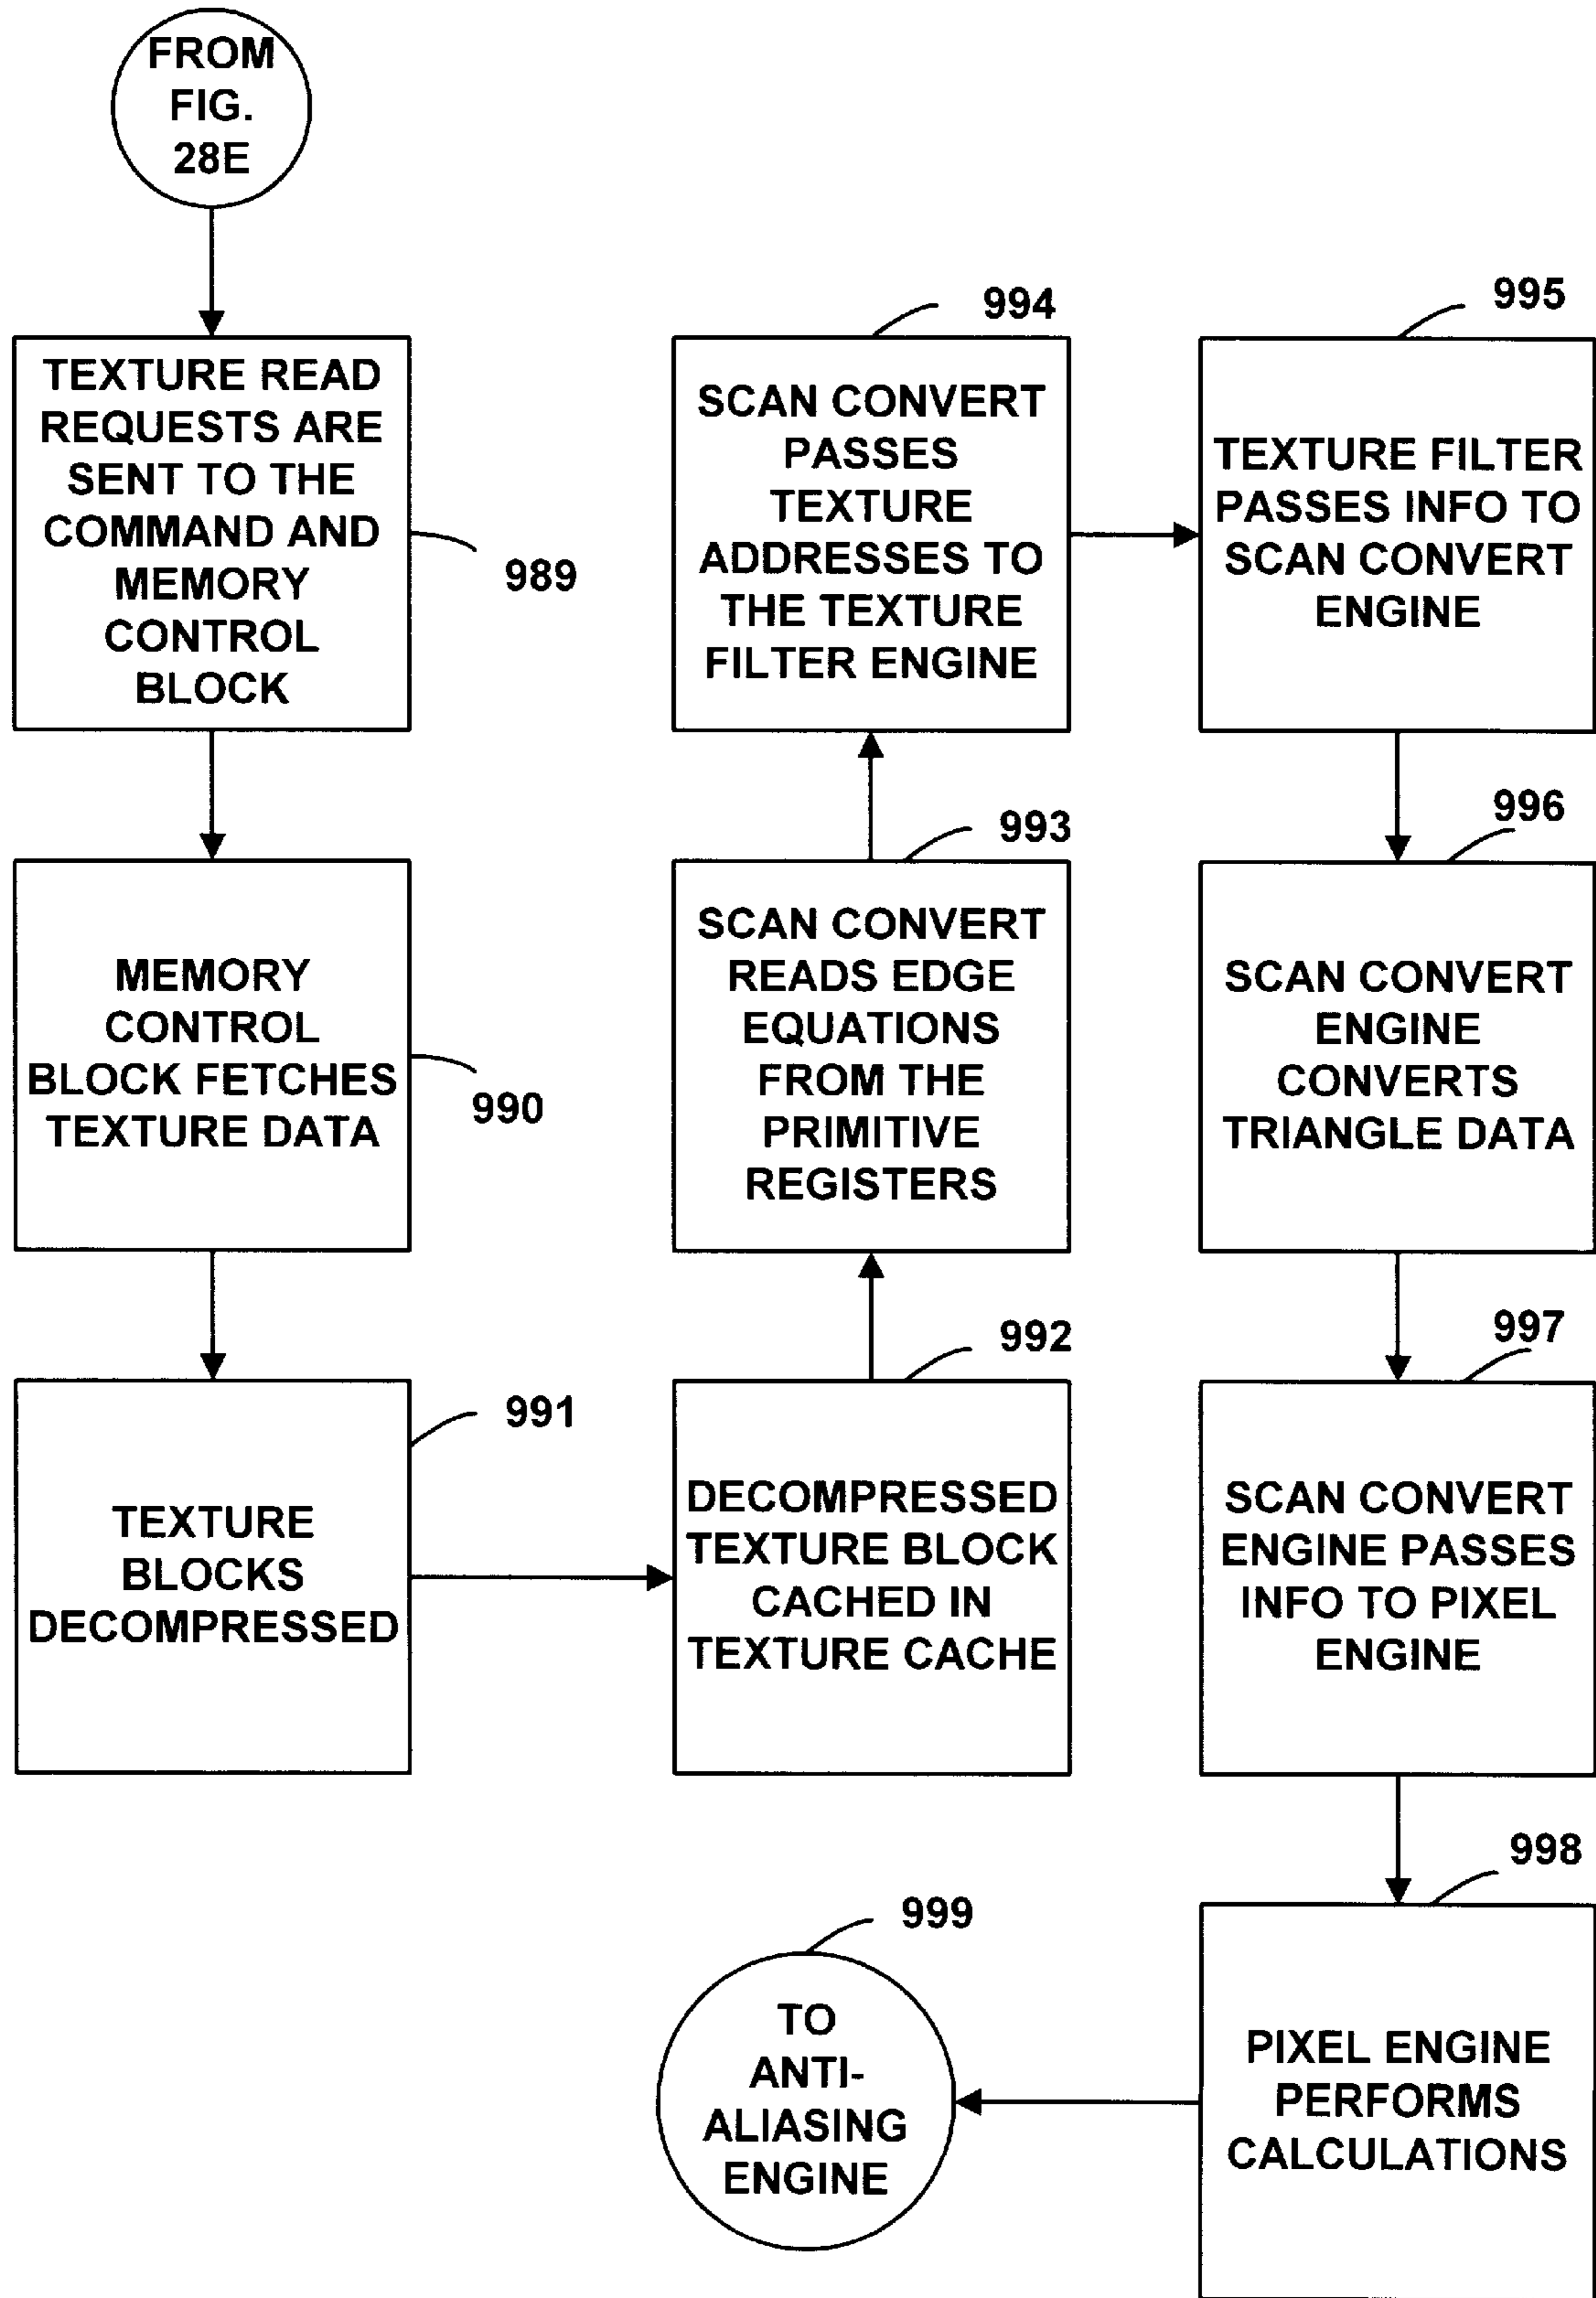 FROM
FIG.
28E
TEXTURE READ
REQUESTS ARE
SENT TO THE
COMMAND AND
MEMORY
CONTROL
BLOCK
989
MEMORY
CONTROL
BLOCK FETCHES
TEXTURE DATA
990
991
TEXTURE
BLOCKS
DECOMPRESSED
992
DECOMPRESSED
TEXTURE BLOCK
CACHED IN
TEXTURE CACHE
993
SCAN CONVERT
READS EDGE
EQUATIONS
FROM THE
PRIMITIVE
REGISTERS
994
SCAN CONVERT
PASSES
TEXTURE
ADDRESSES TO
THE TEXTURE
FILTER ENGINE
995
TEXTURE FILTER
PASSES INFO TO
SCAN CONVERT
ENGINE
996
SCAN CONVERT
ENGINE
CONVERTS
TRIANGLE DATA
997
SCAN CONVERT
ENGINE PASSES
INFO TO PIXEL
ENGINE
998
PIXEL ENGINE
PERFORMS
CALCULATIONS
999
TO
ANTI-
ALIASING
ENGINE